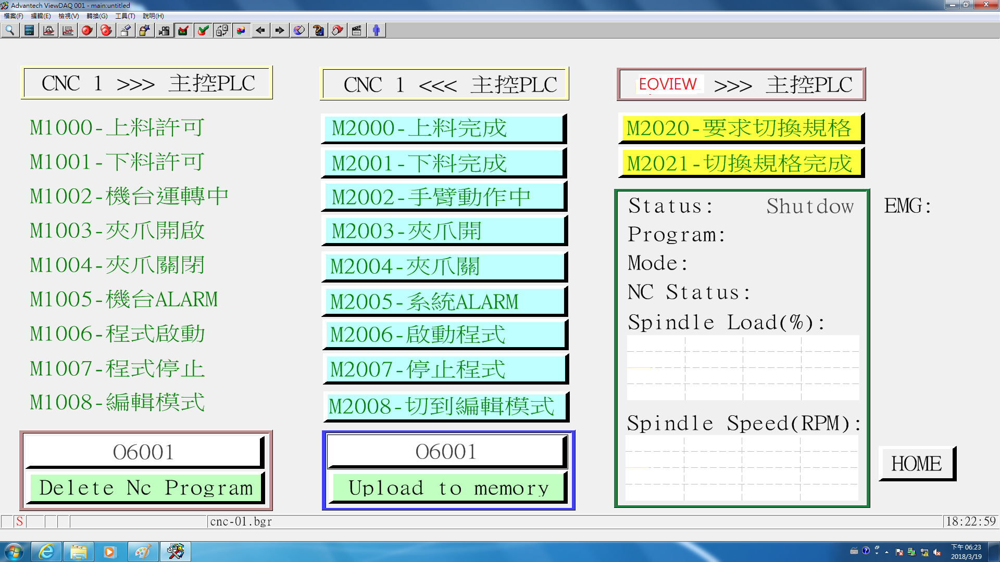 Advantech ViewDAQ 001 - main:untitled
檔案(F) 編輯(E) 檢視(V) 轉換(G) 工具(T) 說明(H)
CNC 1 >>> 主控PLC
M1000-上料許可
M1001-下料許可
M1002-機台運轉中
M1003-夾爪開啟
M1004-夾爪關閉
M1005-機台ALARM
M1006-程式啟動
M1007-程式停止
M1008-編輯模式
O6001
Delete Nc Program
CNC 1 <<< 主控PLC
M2000-上料完成
M2001-下料完成
M2002-手臂動作中
M2003-夾爪開
M2004-夾爪關
M2005-系統ALARM
M2006-啟動程式
M2007-停止程式
M2008-切到編輯模式
O6001
Upload to memory
EQVIEW >>> 主控PLC
M2020-要求切換規格
M2021-切換規格完成
Status: Shutdow
Program:
Mode:
NC Status:
Spindle Load(%):
Spindle Speed(RPM):
EMG:
HOME
S
cnc-01.bgr
18:22:59
下午 06:23
2018/3/19